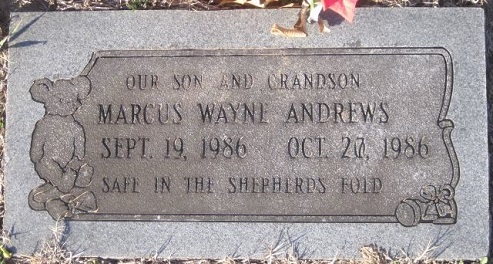 OUR SON AND GRANDSON
MARCUS WAYNE ANDREWS
SEPT. 19, 1986 OCT. 20, 1986
SAFE IN THE SHEPHERDS FOLD